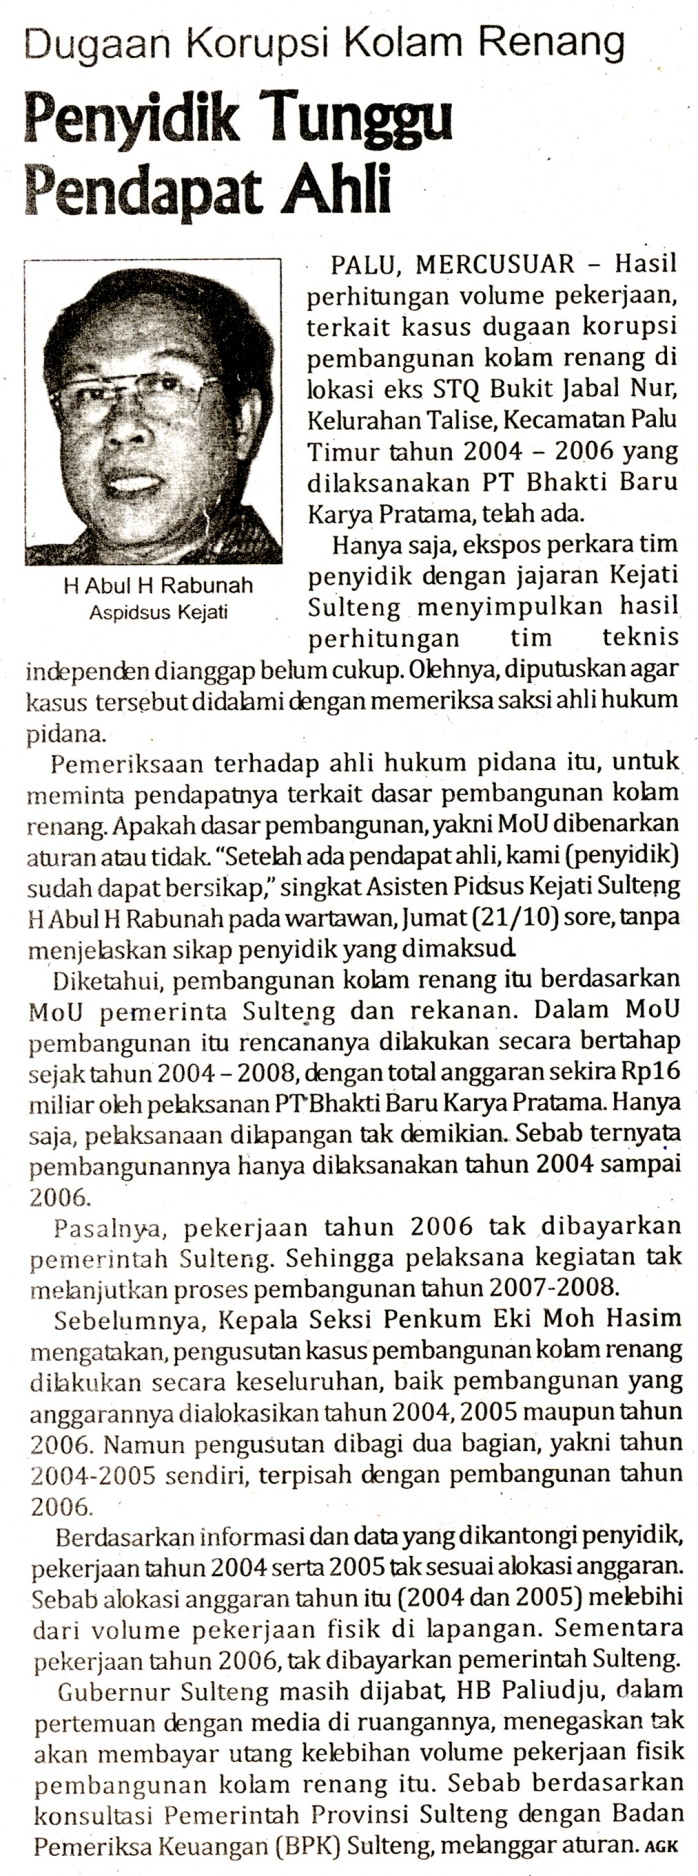 Dugaan Korupsi Kolam Renang
Penyidik Tunggu
Pendapat Ahli
H Abul H Rabunah
Aspidsus Kejati
PALU, MERCUSUAR – Hasil
perhitungan volume pekerjaan,
terkait kasus dugaan korupsi
pembangunan kolam renang di
lokasi eks STQ Bukit Jabal Nur,
Kelurahan Talise, Kecamatan Palu
Timur tahun 2004 – 2006 yang
dilaksanakan PT Bhakti Baru
Karya Pratama, telah ada.
Hanya saja, ekspos perkara tim
penyidik dengan jajaran Kejati
Sulteng menyimpulkan hasil
perhitungan tim teknis
independen dianggap belum cukup. Olehnya, diputuskan agar
kasus tersebut didalami dengan memeriksa saksi ahli hukum
pidana.
Pemeriksaan terhadap ahli hukum pidana itu, untuk
meminta pendapatnya terkait dasar pembangunan kolam
renang. Apakah dasar pembangunan, yakni MoU dibenarkan
aturan atau tidak. “Setelah ada pendapat ahli, kami (penyidik)
sudah dapat bersikap,” singkat Asisten Pidsus Kejati Sulteng
H Abul H Rabunah pada wartawan, Jumat (21/10) sore, tanpa
menjelaskan sikap penyidik yang dimaksud.
Diketahui, pembangunan kolam renang itu berdasarkan
MoU pemerinta Sulteng dan rekanan. Dalam MoU
pembangunan itu rencananya dilakukan secara bertahap
sejak tahun 2004 – 2008, dengan total anggaran sekira Rp16
miliar oleh pelaksanan PT Bhakti Baru Karya Pratama. Hanya
saja, pelaksanaan dilapangan tak demikian. Sebab ternyata
pembangunannya hanya dilaksanakan tahun 2004 sampai
2006.
Pasalnya, pekerjaan tahun 2006 tak dibayarkan
pemerintah Sulteng. Sehingga pelaksana kegiatan tak
melanjutkan proses pembangunan tahun 2007-2008.
Sebelumnya, Kepala Seksi Penkum Eki Moh Hasim
mengatakan, pengusutan kasus pembangunan kolam renang
dilakukan secara keseluruhan, baik pembangunan yang
anggarannya dialokasikan tahun 2004, 2005 maupun tahun
2006. Namun pengusutan dibagi dua bagian, yakni tahun
2004-2005 sendiri, terpisah dengan pembangunan tahun
2006.
Berdasarkan informasi dan data yang dikantongi penyidik,
pekerjaan tahun 2004 serta 2005 tak sesuai alokasi anggaran.
Sebab alokasi anggaran tahun itu (2004 dan 2005) melebihi
dari volume pekerjaan fisik di lapangan. Sementara
pekerjaan tahun 2006, tak dibayarkan pemerintah Sulteng.
Gubernur Sulteng masih dijabat, HB Paliudju, dalam
pertemuan dengan media di ruangannya, menegaskan tak
akan membayar utang kelebihan volume pekerjaan fisik
pembangunan kolam renang itu. Sebab berdasarkan
konsultasi Pemerintah Provinsi Sulteng dengan Badan
Pemeriksa Keuangan (BPK) Sulteng, melanggar aturan. AGK